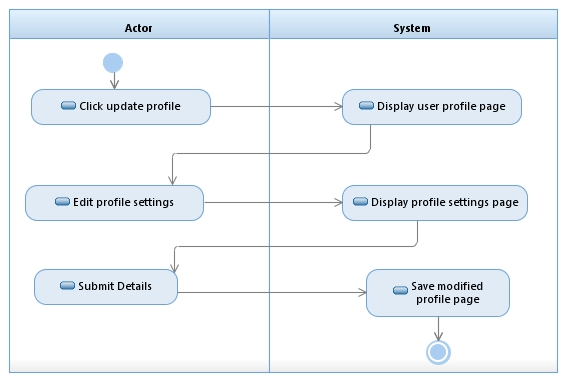 Actor
System
Click update profile
Display user profile page
Edit profile settings
Display profile settings page
Submit Details
Save modified
profile page